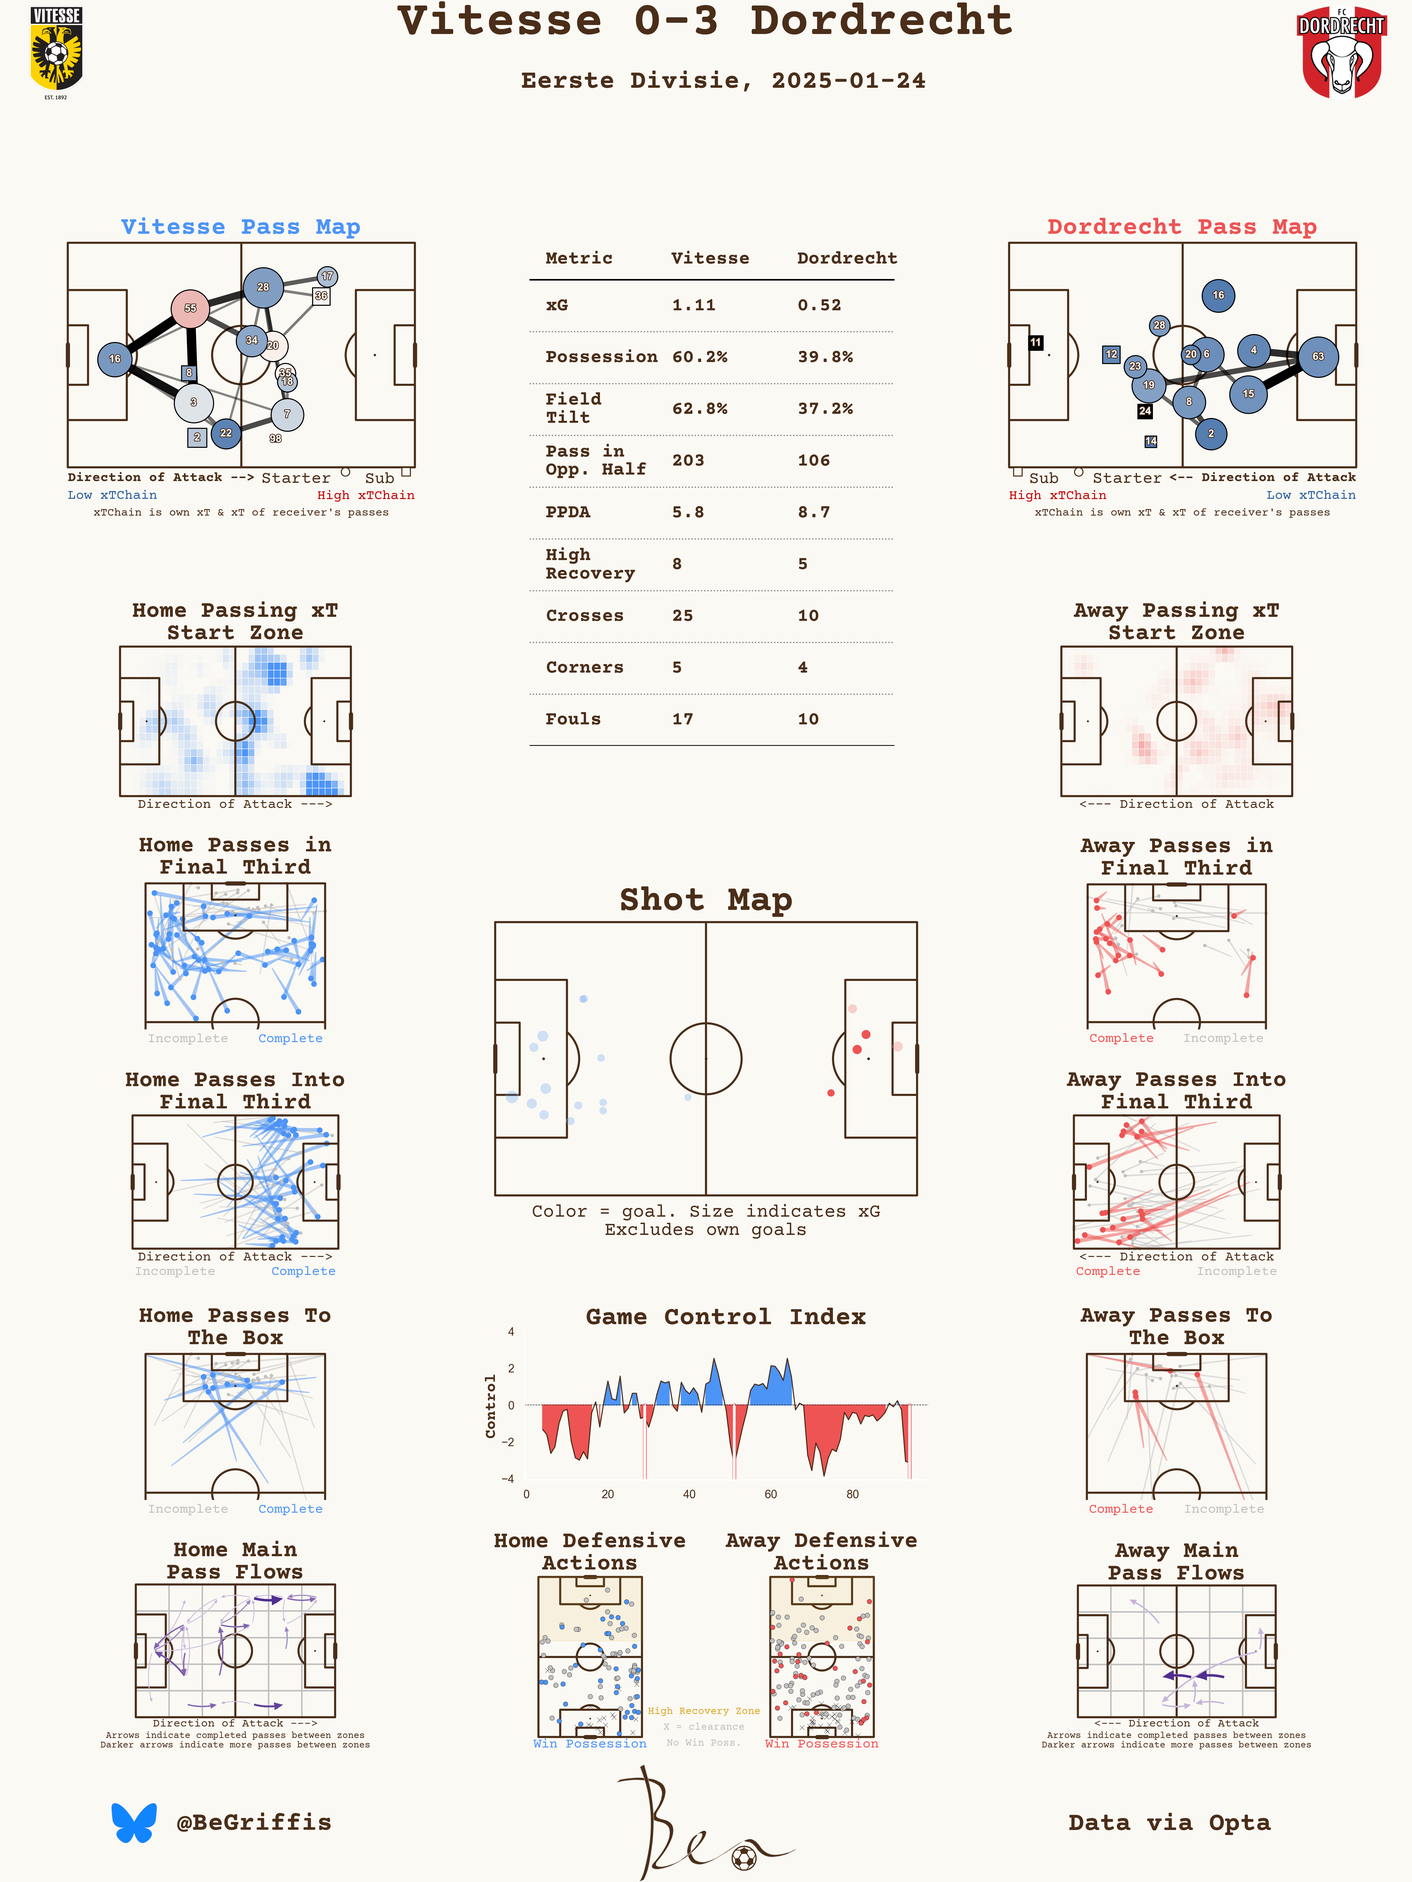 Vitesse 0-3 Dordrecht
Eerste Divisie, 2025-01-24
VITESSE
EST. 1892
FC
DORDRECHT
Vitesse Pass Map
17
28
36
55
34
20
16
8
35
18
3
7
22
2
98
Direction of Attack --> Starter Sub
Low xTChain High xTChain
xTChain is own xT & xT of receiver's passes
Metric Vitesse Dordrecht
xG 1.11 0.52
Possession 60.2% 39.8%
Field
Tilt 62.8% 37.2%
Pass in
Opp. Half 203 106
PPDA 5.8 8.7
High
Recovery 8 5
Crosses 25 10
Corners 5 4
Fouls 17 10
Dordrecht Pass Map
16
28
11
12
20
6
4
63
23
19
15
8
24
2
14
Sub Starter <-- Direction of Attack
High xTChain Low xTChain
xTChain is own xT & xT of receiver's passes
Home Passing xT
Start Zone
Direction of Attack --->
Away Passing xT
Start Zone
<--- Direction of Attack
Home Passes in
Final Third
Incomplete Complete
Away Passes in
Final Third
Complete Incomplete
Shot Map
Color = goal. Size indicates xG
Excludes own goals
Home Passes Into
Final Third
Direction of Attack --->
Incomplete Complete
Away Passes Into
Final Third
<--- Direction of Attack
Complete Incomplete
Home Passes To
The Box
Incomplete Complete
Game Control Index
Control
4
2
0
−2
−4
0 20 40 60 80
Away Passes To
The Box
Complete Incomplete
Home Main
Pass Flows
Direction of Attack --->
Arrows indicate completed passes between zones
Darker arrows indicate more passes between zones
Home Defensive
Actions
Win Possession
High Recovery Zone
X = clearance
No Win Poss.
Away Defensive
Actions
Win Possession
Away Main
Pass Flows
<--- Direction of Attack
Arrows indicate completed passes between zones
Darker arrows indicate more passes between zones
@BeGriffis
Ben
Data via Opta